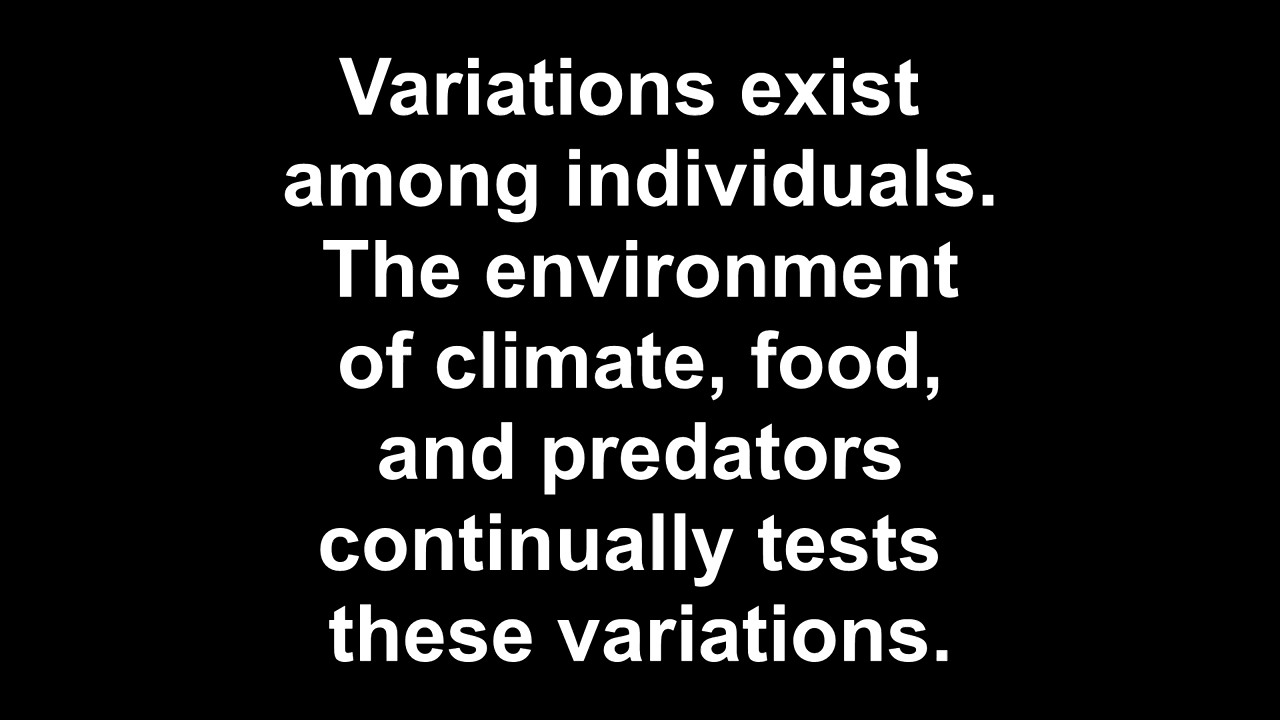 Variations exist
among individuals.
The environment
of climate, food,
and predators
continually tests
these variations.